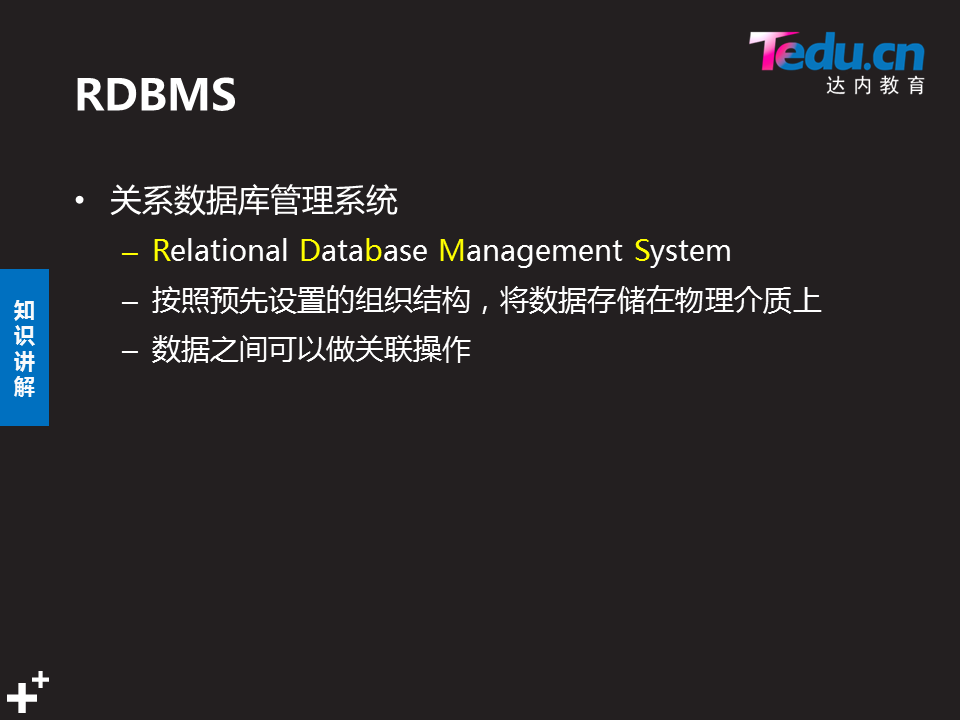 Tedu.cn
达内教育
RDBMS
• 关系数据库管理系统
– Relational Database Management System
– 按照预先设置的组织结构，将数据存储在物理介质上
– 数据之间可以做关联操作
知识讲解